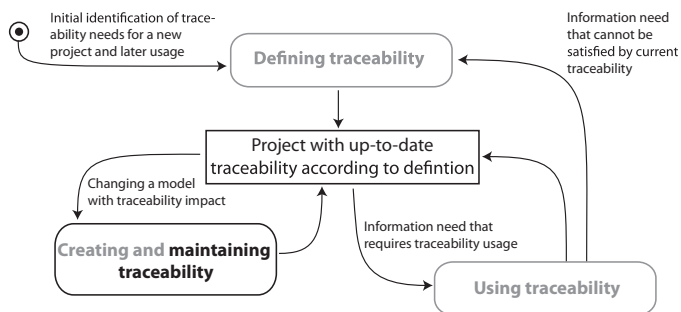 Initial identification of trace-
ability needs for a new
project and later usage
Information need
that cannot be
satisfied by current
traceability
Defining traceability
Project with up-to-date
traceability according to defintion
Changing a model
with traceability impact
Information need that
requires traceability usage
Creating and maintaining
traceability
Using traceability